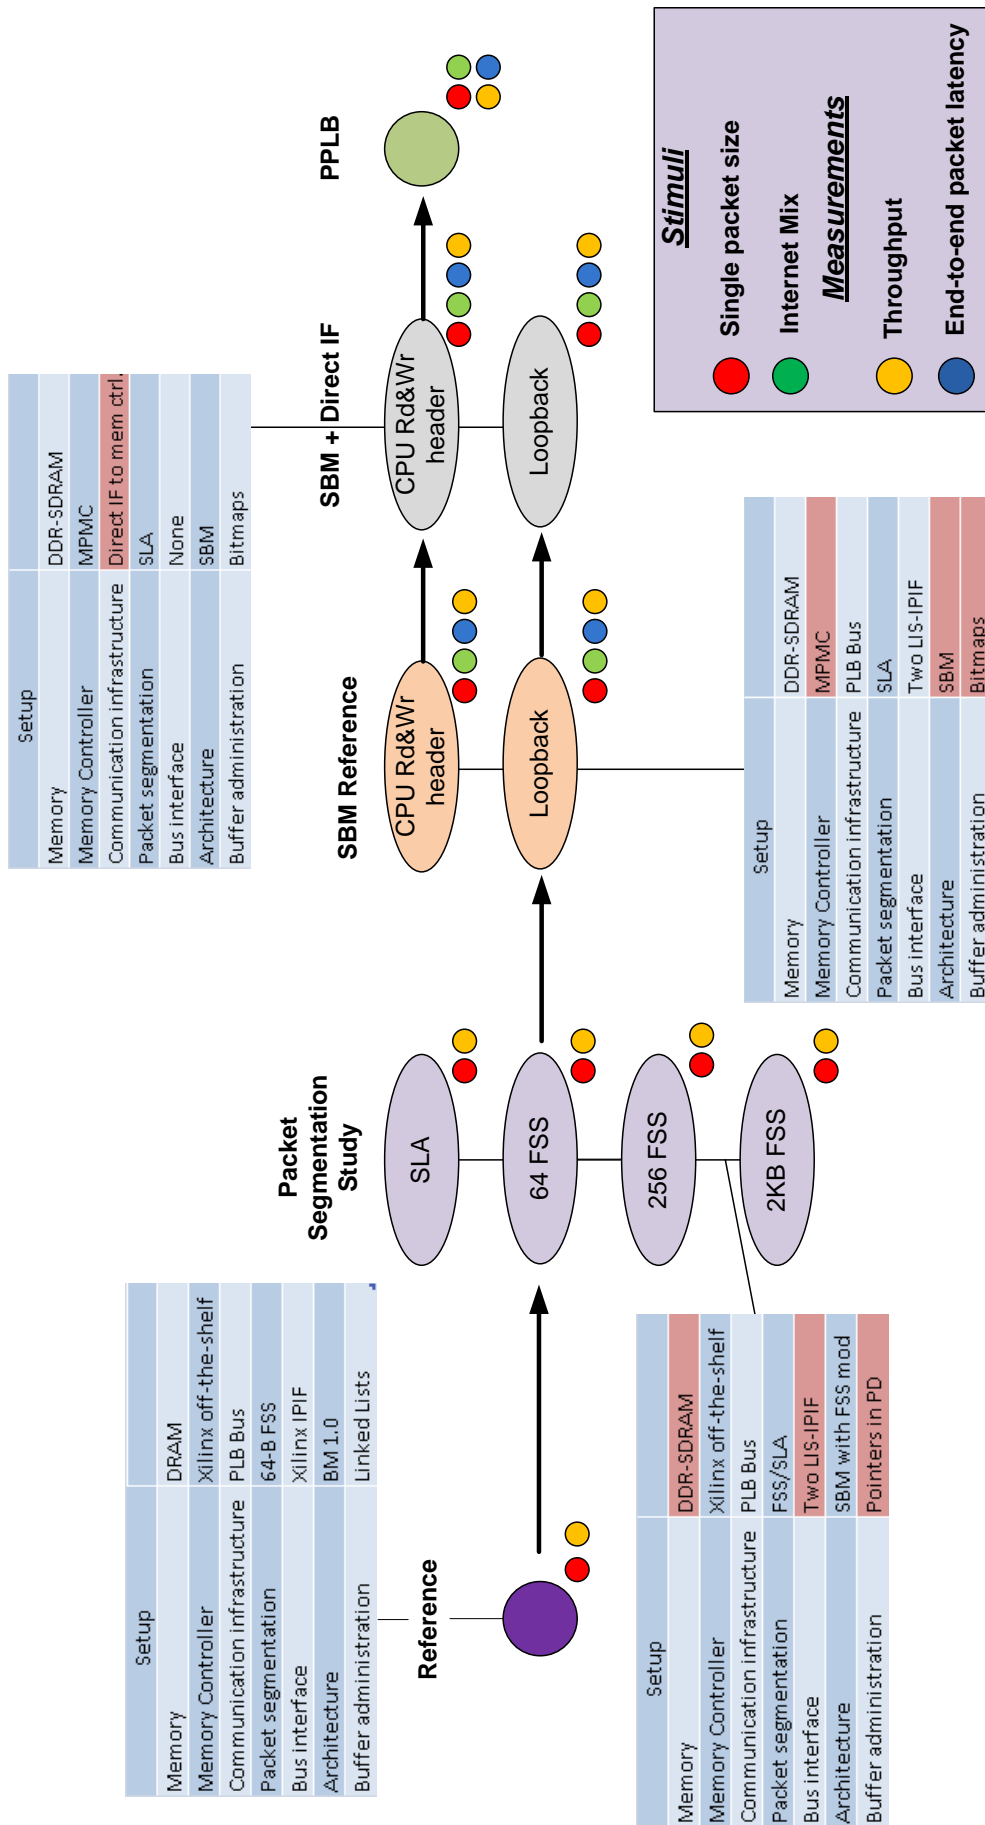 Setup
Memory DRAM
Memory Controller Xilinx off-the-shelf
Communication infrastructure PLB Bus
Packet segmentation 64-B FSS
Bus interface Xilinx IPIF
Architecture BM 1.0
Buffer administration Linked Lists
Reference
Setup
Memory DDR-SDRAM
Memory Controller Xilinx off-the-shelf
Communication infrastructure PLB Bus
Packet segmentation FSS/SLA
Bus interface Two LIS-IPIF
Architecture SBM with FSS mod
Buffer administration Pointers in PD
Packet
Segmentation
Study
SLA
64 FSS
256 FSS
2KB FSS
SBM Reference
CPU Rd&Wr
header
Loopback
Setup
Memory DDR-SDRAM
Memory Controller MPMC
Communication infrastructure PLB Bus
Packet segmentation SLA
Bus interface Two LIS-IPIF
Architecture SBM
Buffer administration Bitmaps
Setup
Memory DDR-SDRAM
Memory Controller MPMC
Communication infrastructure Direct IF to mem ctrl.
Packet segmentation SLA
Bus interface None
Architecture SBM
Buffer administration Bitmaps
SBM + Direct IF
CPU Rd&Wr
header
Loopback
PPLB
Stimuli
Single packet size
Internet Mix
Measurements
Throughput
End-to-end packet latency